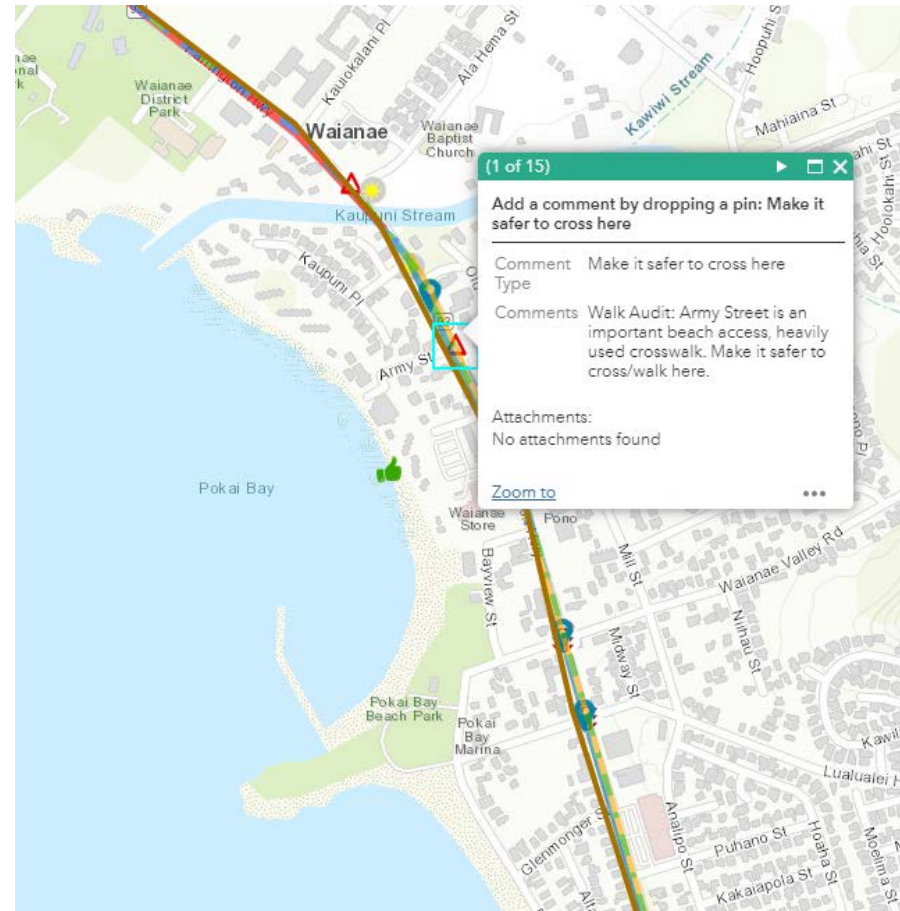 Kauiokalani Pl
Ala Hema St
Hoopuhi S
Kawiwi Stream
Mahiaina St
Waianae
District
Park
Waianae
Waianae
Baptist
Church
Kaupuni Stream
Kaupuni Pl
Army St
Hoolokahi St
(1 of 15)
Add a comment by dropping a pin: Make it
safer to cross here
Comment Type
Make it safer to cross here
Comments
Walk Audit: Army Street is an
important beach access, heavily
used crosswalk. Make it safer to
cross/walk here.
Attachments:
No attachments found
Zoom to
Pokai Bay
Waianae
Store
Pono
Bayview St
Mill St
Waianae Valley Rd
Niihau St
Midway St
Pokai Bay
Beach Park
Pokai
Bay
Marina
Kawili
Lualualei H
Glenmonger S
Analipo St
Puhano St
Hoaha St
Moelima St
Kakaiapola St